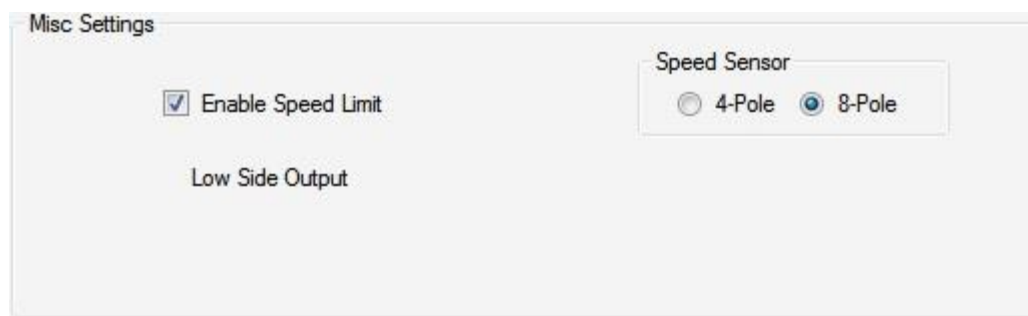 Misc Settings
Speed Sensor
Enable Speed Limit
4-Pole 8-Pole
Low Side Output